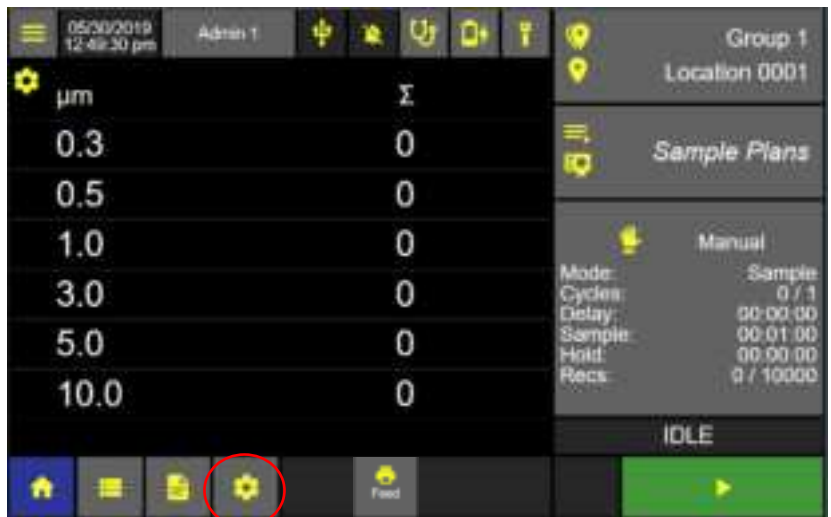 05/30/2019
12:49:30 pm
Admin 1
Group 1
Location 0001
µm Σ
0.3 0
0.5 0
1.0 0
3.0 0
5.0 0
10.0 0
Sample Plans
Manual
Mode: Sample
Cycles: 0 / 1
Delay: 00:00:00
Sample: 00:01:00
Hold: 00:00:00
Recs: 0 / 10000
IDLE
Feed